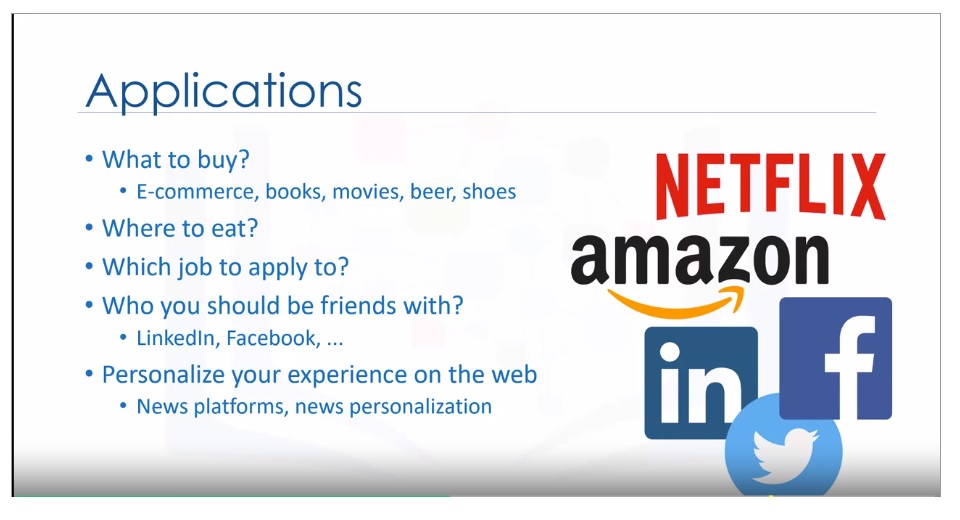 Applications
• What to buy?
• E-commerce, books, movies, beer, shoes
• Where to eat?
• Which job to apply to?
• Who you should be friends with?
• LinkedIn, Facebook, ...
• Personalize your experience on the web
• News platforms, news personalization
NETFLIX
amazon
in
f